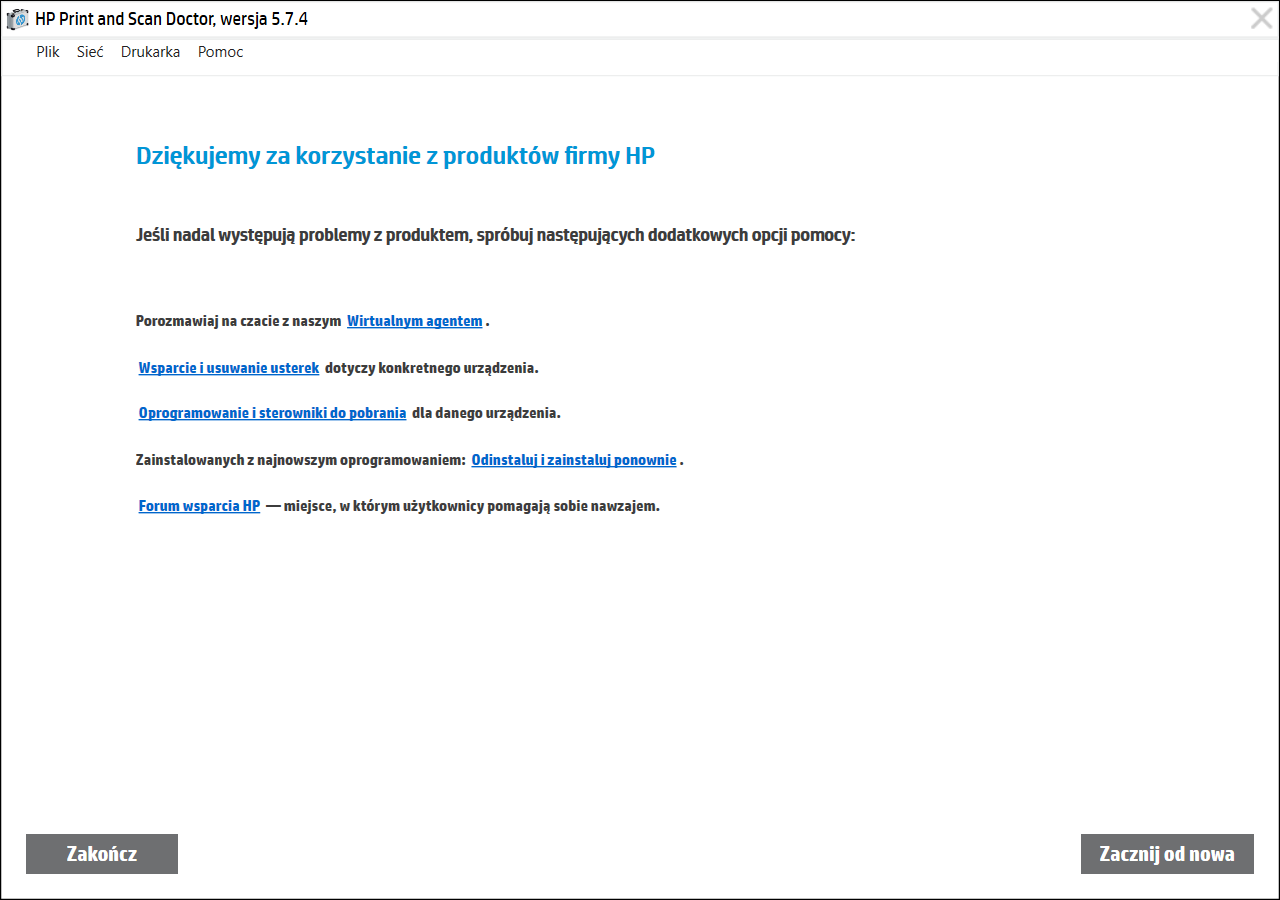 HP Print and Scan Doctor, wersja 5.7.4
Plik Sieć Drukarka Pomoc
Dziękujemy za korzystanie z produktów firmy HP
Jeśli nadal występują problemy z produktem, spróbuj następujących dodatkowych opcji pomocy:
Porozmawiaj na czacie z naszym Wirtualnym agentem .
Wsparcie i usuwanie usterek dotyczy konkretnego urządzenia.
Oprogramowanie i sterowniki do pobrania dla danego urządzenia.
Zainstalowanych z najnowszym oprogramowaniem: Odinstaluj i zainstaluj ponownie .
Forum wsparcia HP — miejsce, w którym użytkownicy pomagają sobie nawzajem.
Zakończ Zacznij od nowa